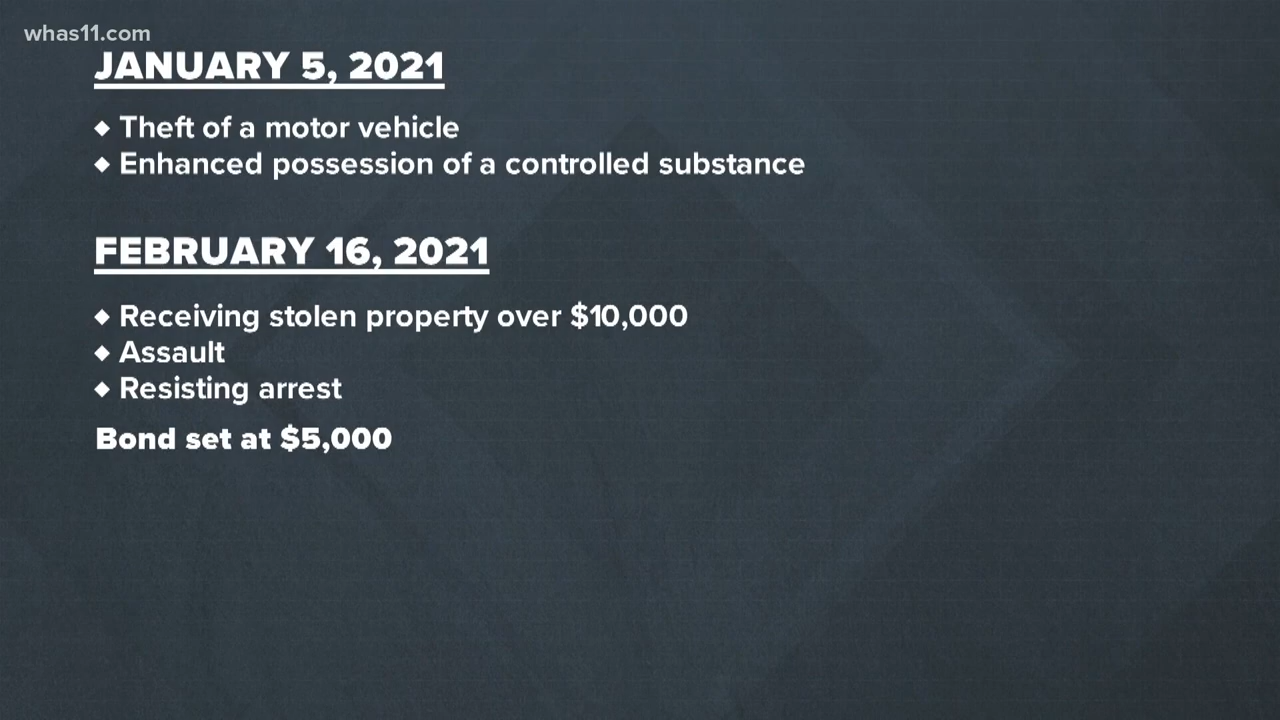 whas11.com
JANUARY 5, 2021
◆ Theft of a motor vehicle
◆ Enhanced possession of a controlled substance
FEBRUARY 16, 2021
◆ Receiving stolen property over $10,000
◆ Assault
◆ Resisting arrest
Bond set at $5,000